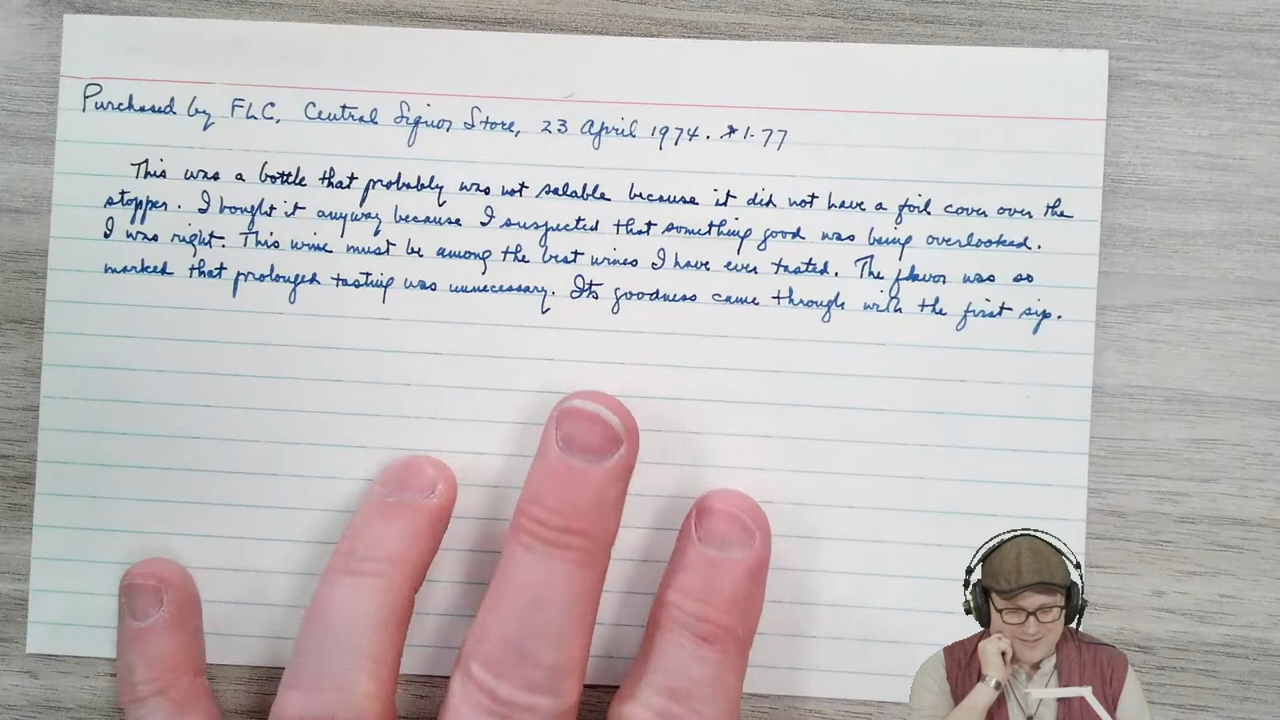 Purchased by FLC, Central Liquor Store, 23 April 1974. $1.77
This was a bottle that probably was not salable because it did not have a foil cover over the
stopper. I bought it anyway because I suspected that something good was being overlooked.
I was right. This wine must be among the best wines I have ever tasted. The flavor was so
marked that prolonged tasting was unnecessary. Its goodness came through with the first sip.